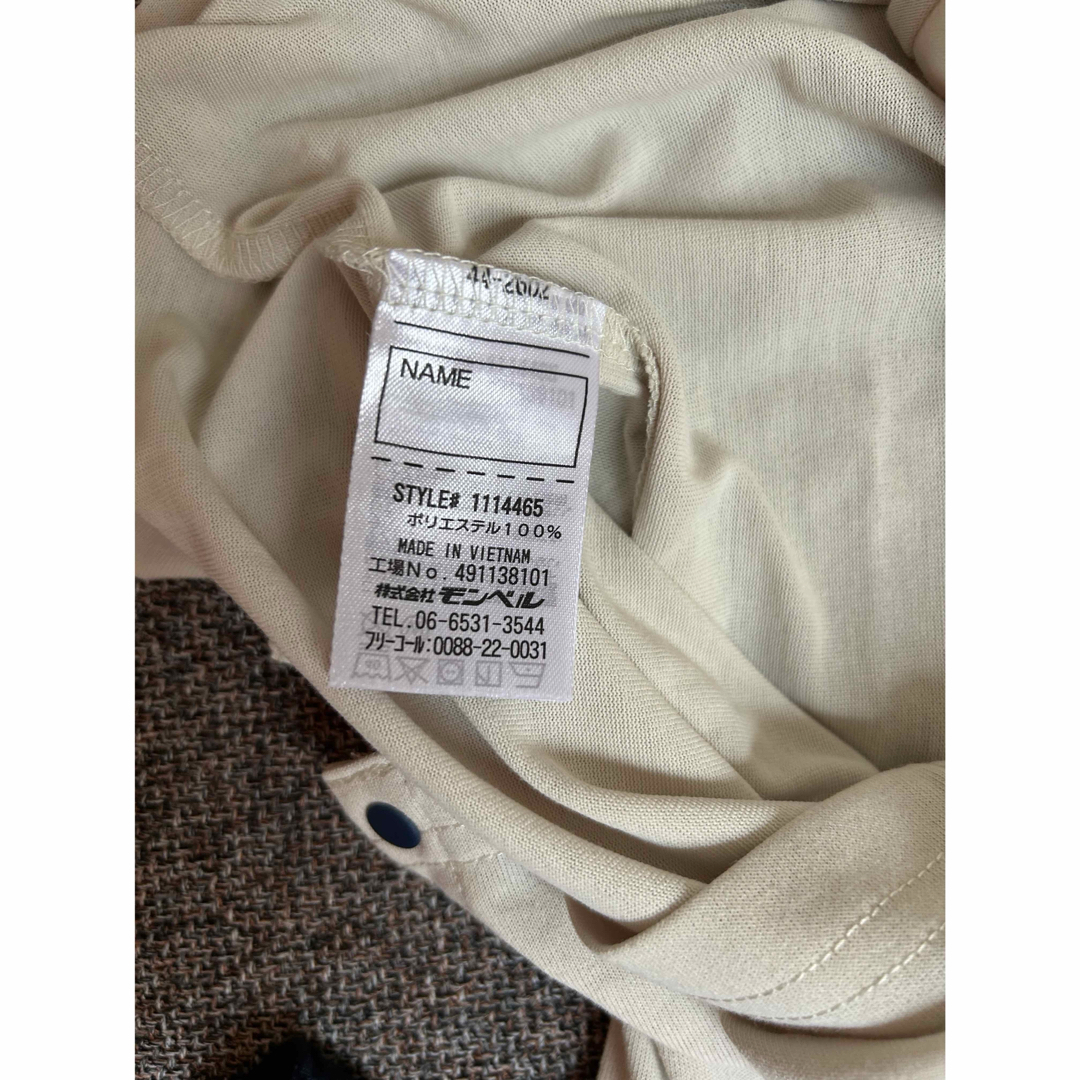 NAME
STYLE# 1114465
ポリエステル100%
MADE IN VIETNAM
工場No.491138101
株式会社モンベル
TEL.06-6531-3544
フリーコール:0088-22-0031